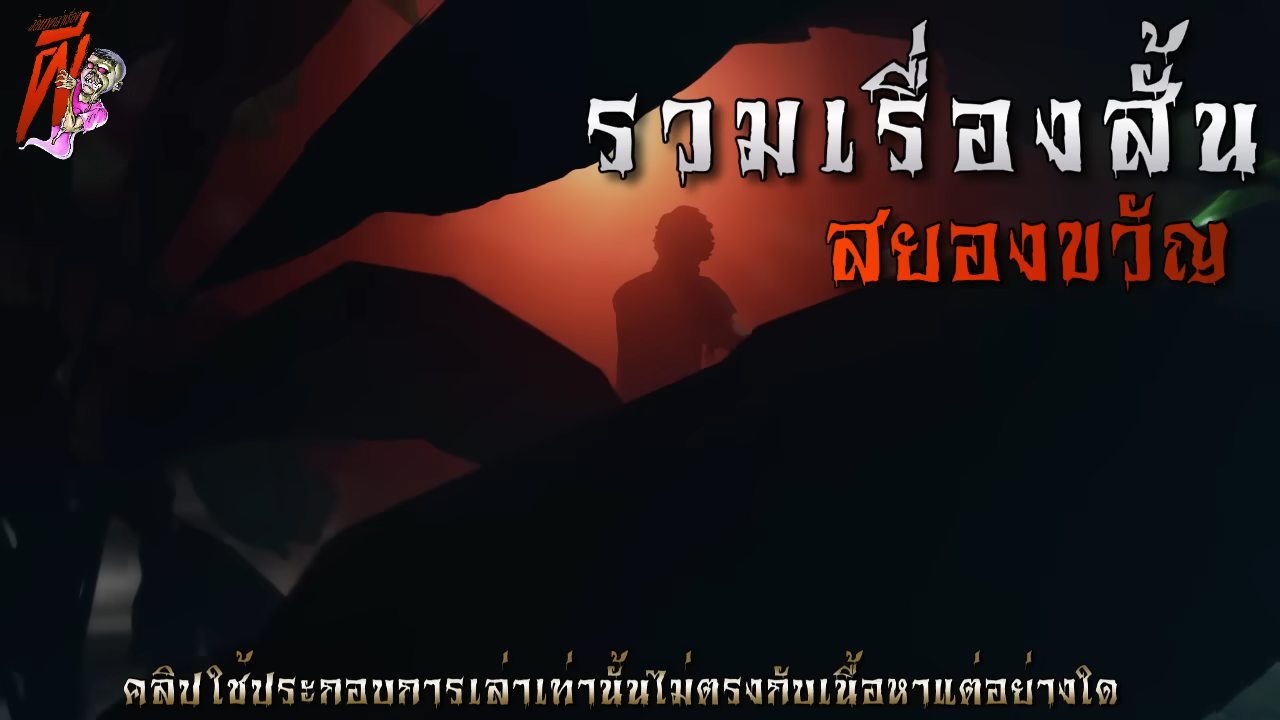 ผี
รวมเรื่องสั้น
สยองขวัญ
คลิปใช้ประกอบการเล่าเท่านั้นไม่ตรงกับเนื้อหาแต่อย่างใด